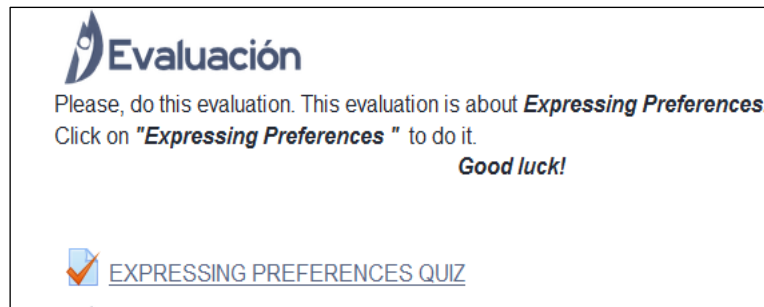 Evaluación
Please, do this evaluation. This evaluation is about Expressing Preferences.
Click on "Expressing Preferences " to do it.
Good luck!
EXPRESSING PREFERENCES QUIZ